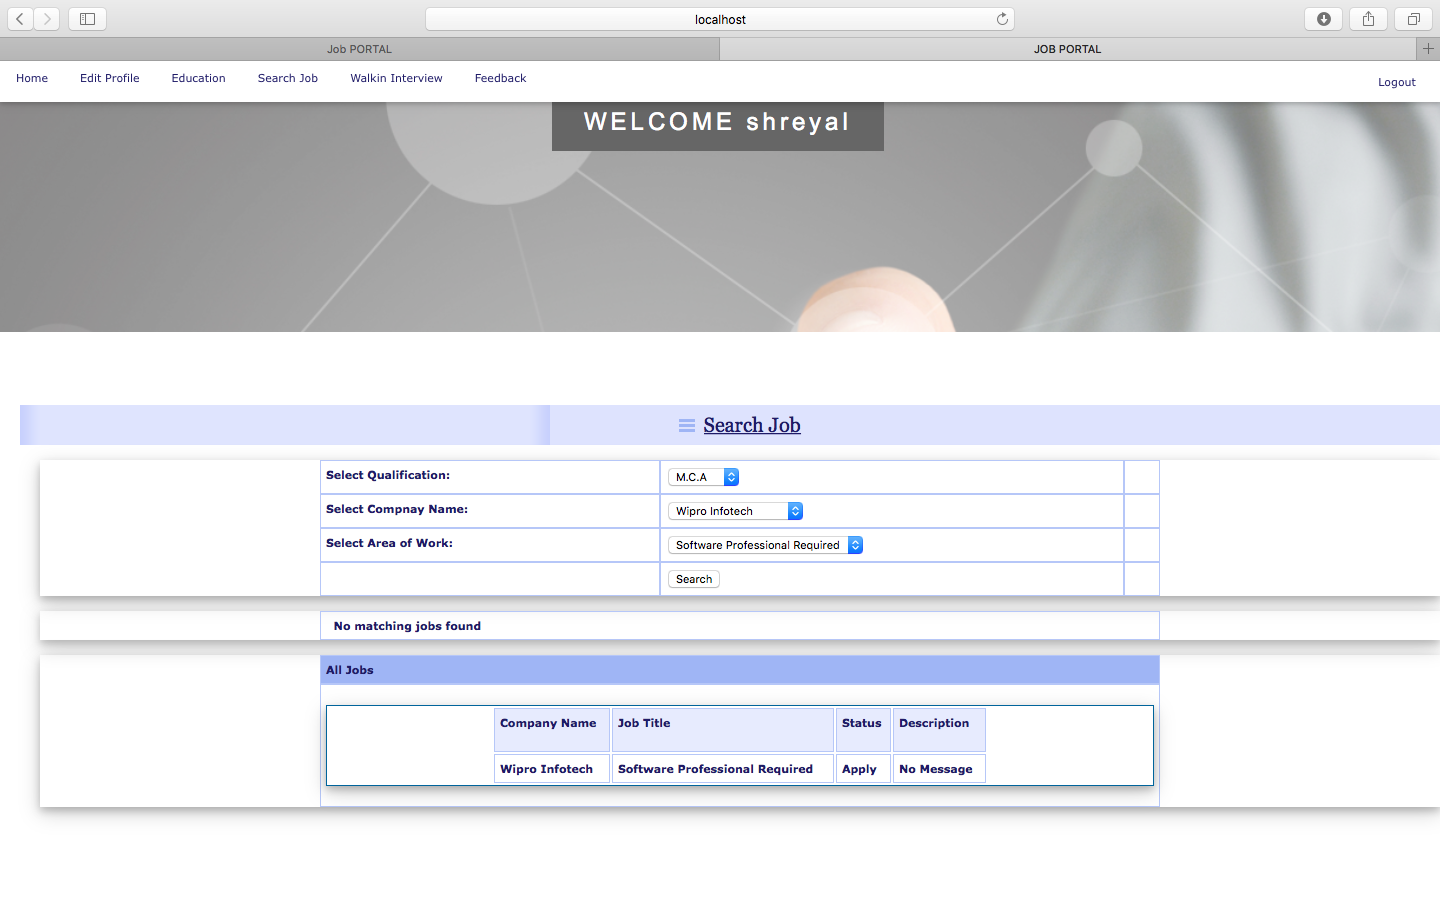 localhost
Job PORTAL
JOB PORTAL
Home Edit Profile Education Search Job Walkin Interview Feedback Logout
WELCOME shreyal
Search Job
Select Qualification: M.C.A
Select Compnay Name: Wipro Infotech
Select Area of Work: Software Professional Required
Search
No matching jobs found
All Jobs
Company Name Job Title Status Description
Wipro Infotech Software Professional Required Apply No Message